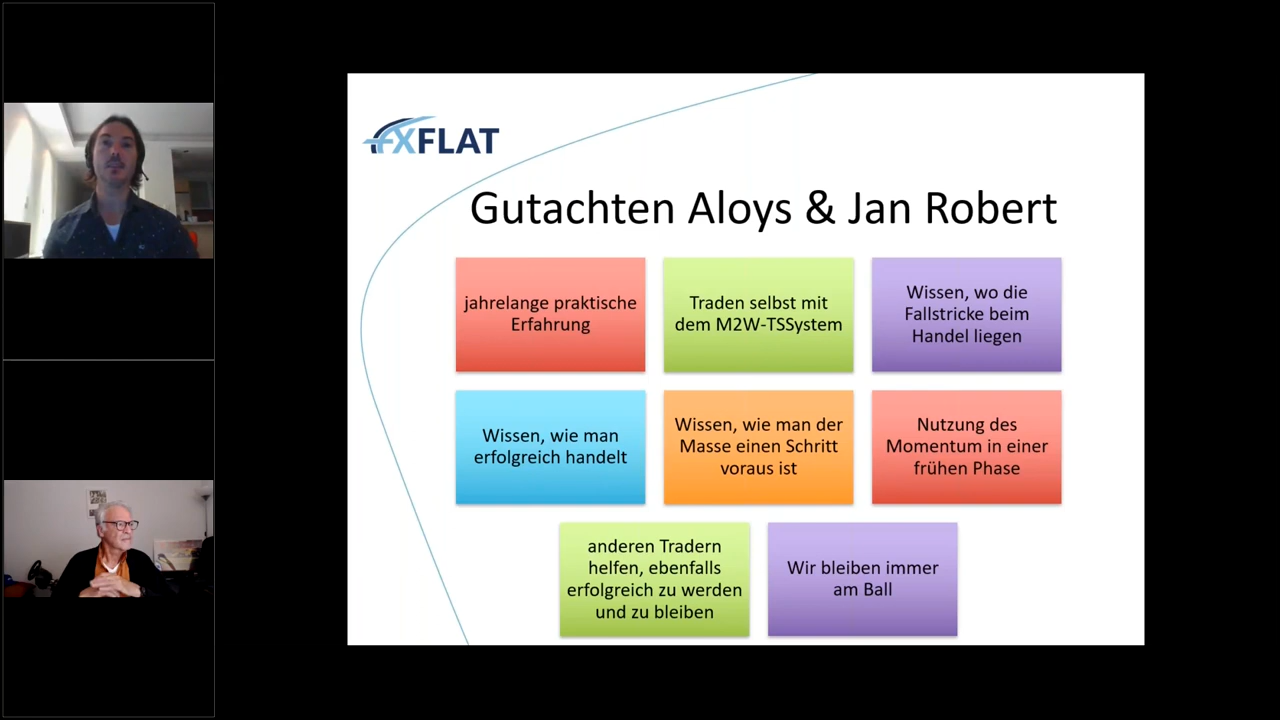 FXFLAT
Gutachten Aloys & Jan Robert
jahrelange praktische
Erfahrung
Traden selbst mit
dem M2W-TSSystem
Wissen, wo die
Fallstricke beim
Handel liegen
Wissen, wie man
erfolgreich handelt
Wissen, wie man der
Masse einen Schritt
voraus ist
Nutzung des
Momentum in einer
frühen Phase
anderen Tradern
helfen, ebenfalls
erfolgreich zu werden
und zu bleiben
Wir bleiben immer
am Ball